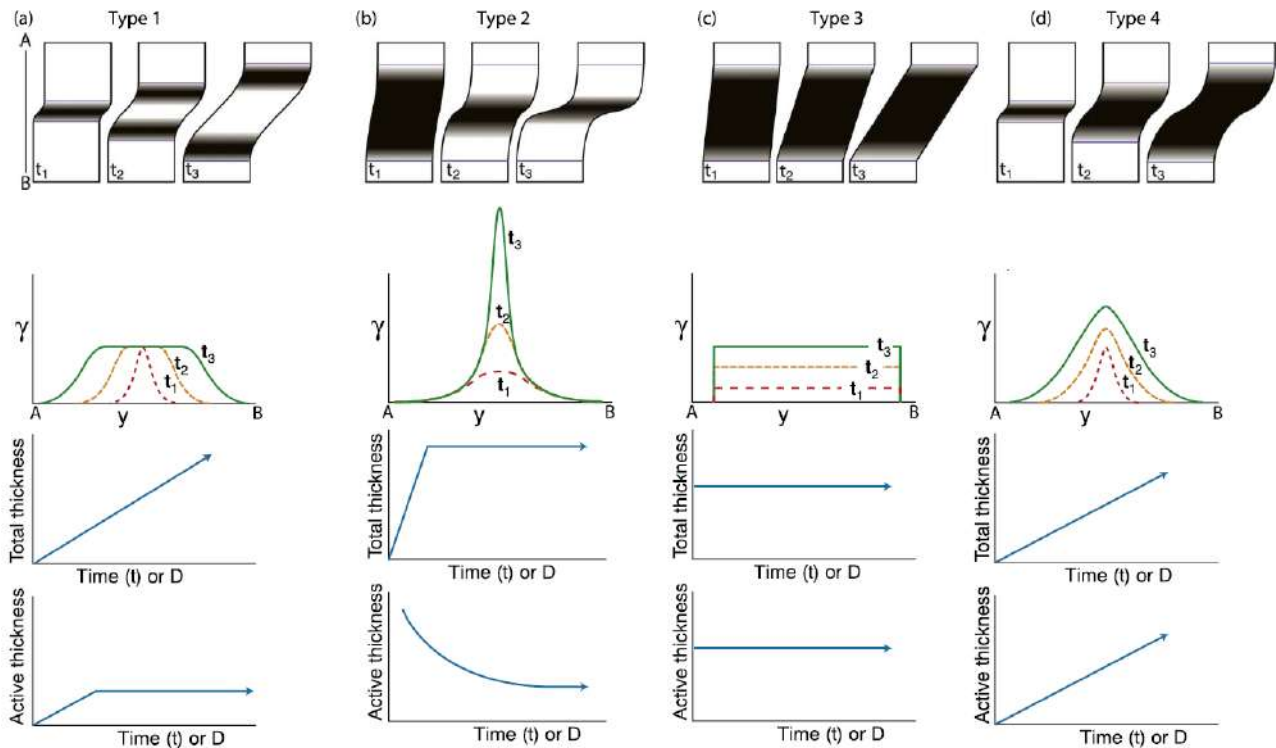 (a) Type 1
A
B
t1
t2
t3
γ
t3
t2
t1
A
y
B
Total thickness
Time (t) or D
Active thickness
Time (t) or D
(b) Type 2
t1
t2
t3
γ
t3
t2
t1
A
y
B
Total thickness
Time (t) or D
Active thickness
Time (t) or D
(c) Type 3
t1
t2
t3
γ
t3
t2
t1
A
y
B
Total thickness
Time (t) or D
Active thickness
Time (t) or D
(d) Type 4
t1
t2
t3
γ
t3
t2
t1
A
y
B
Total thickness
Time (t) or D
Active thickness
Time (t) or D